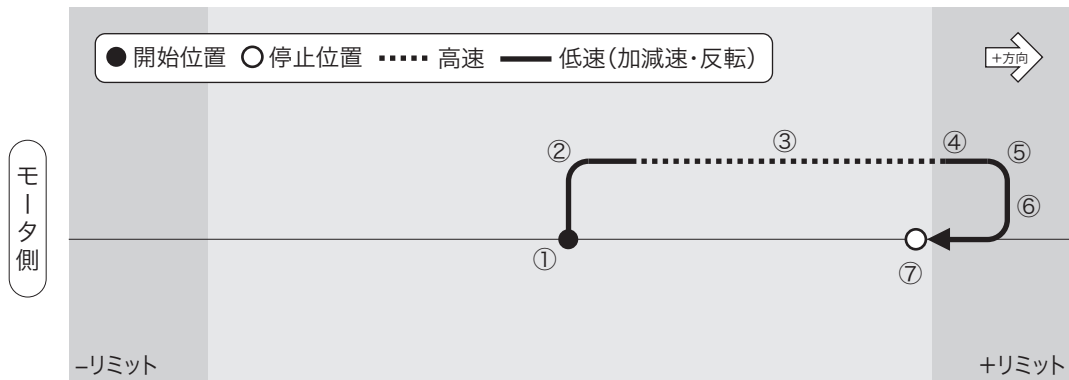 開始位置 停止位置 高速 低速(加減速・反転)
+方向
② ③ ④ ⑤
モータ側
⑥
① ⑦
−リミット +リミット